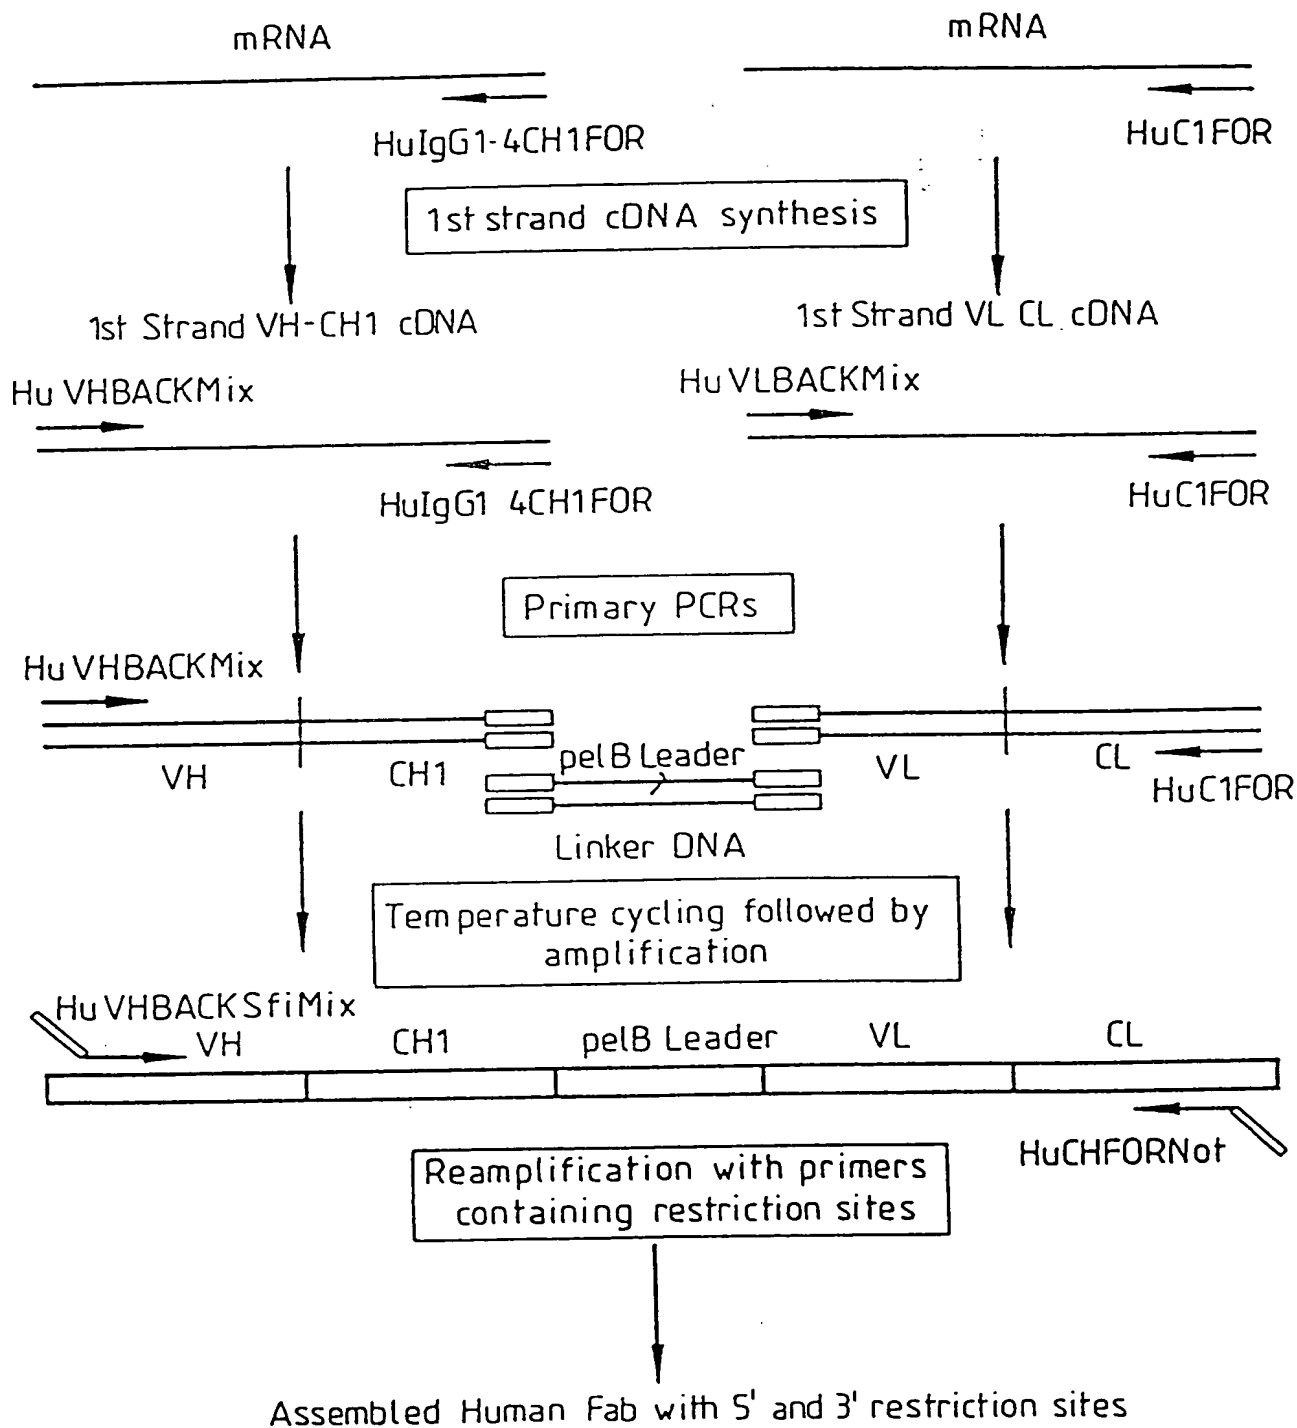 mRNA
mRNA
HuIgG1-4CH1FOR
HuC1FOR
1st strand cDNA synthesis
1st Strand VH-CH1 cDNA
1st Strand VL CL cDNA
Hu VHBACKMix
Hu VLBACKMix
HuIgG1 4CH1FOR
HuC1FOR
Primary PCRs
Hu VHBACKMix
pelB Leader
VH
CH1
VL
CL
HuC1FOR
Linker DNA
Temperature cycling followed by
amplification
Hu VHBACKSfiMix
VH
CH1
pelB Leader
VL
CL
HuCHFORNot
Reamplification with primers
containing restriction sites
Assembled Human Fab with 5' and 3' restriction sites